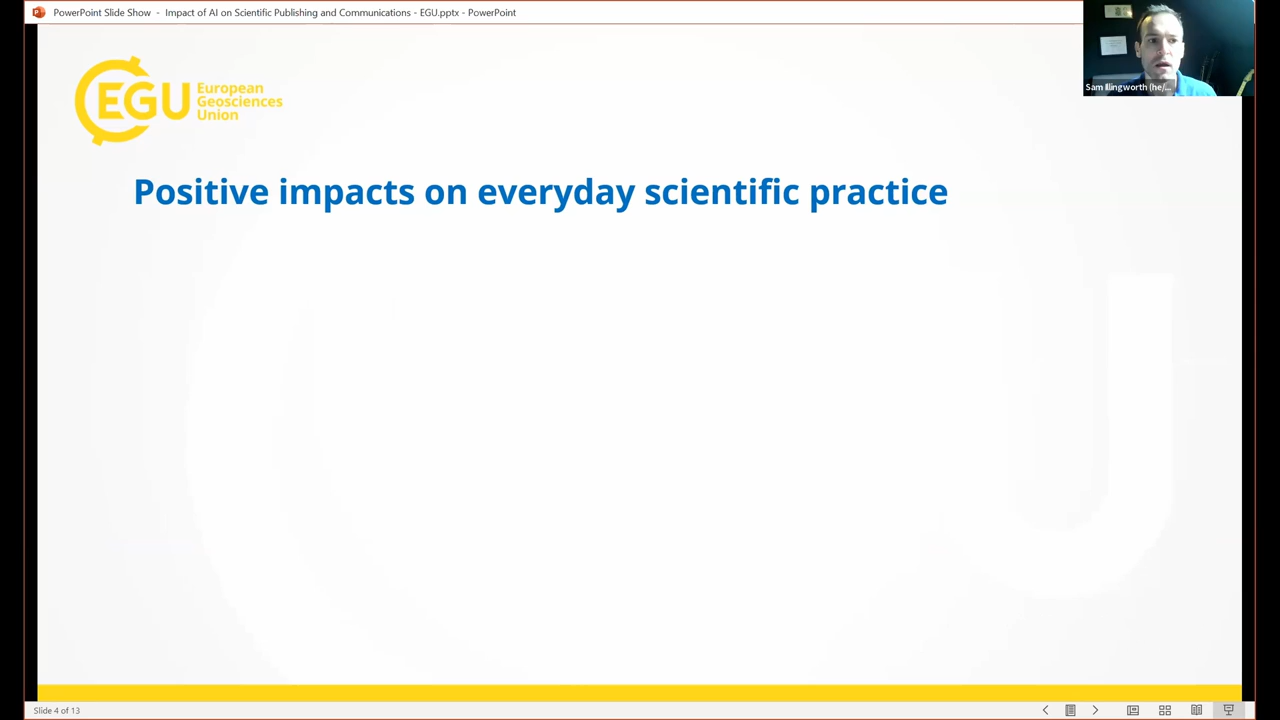 PowerPoint Slide Show - Impact of AI on Scientific Publishing and Communications - EGU.pptx - PowerPoint
Sam Illingworth (he/...
EGU
European
Geosciences
Union
Positive impacts on everyday scientific practice
Slide 4 of 13